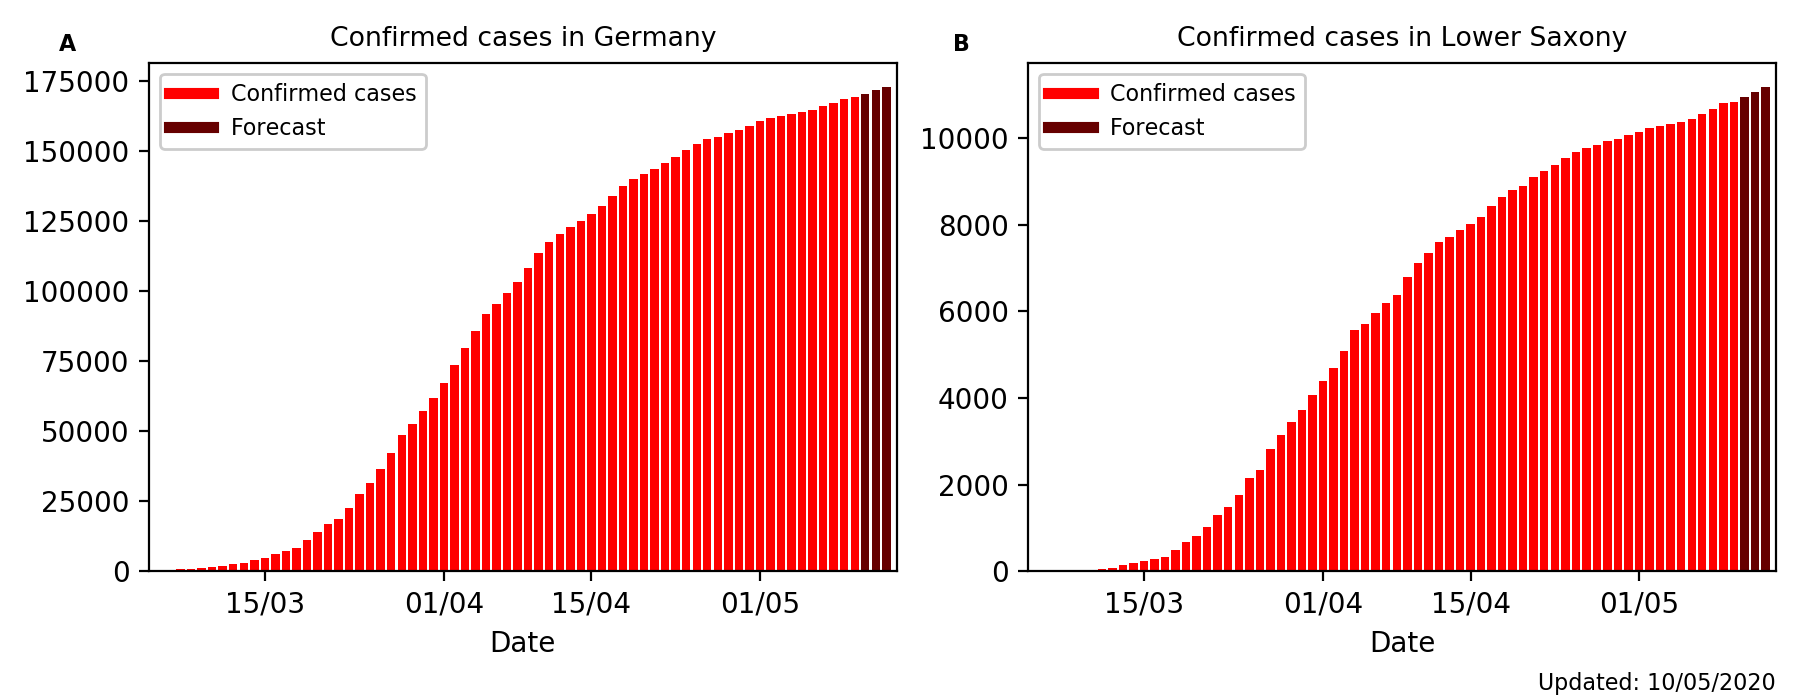 A
Confirmed cases in Germany
175000
150000
125000
100000
75000
50000
25000
0
Confirmed cases
Forecast
15/03 01/04 15/04 01/05
Date
B
Confirmed cases in Lower Saxony
10000
8000
6000
4000
2000
0
Confirmed cases
Forecast
15/03 01/04 15/04 01/05
Date
Updated: 10/05/2020